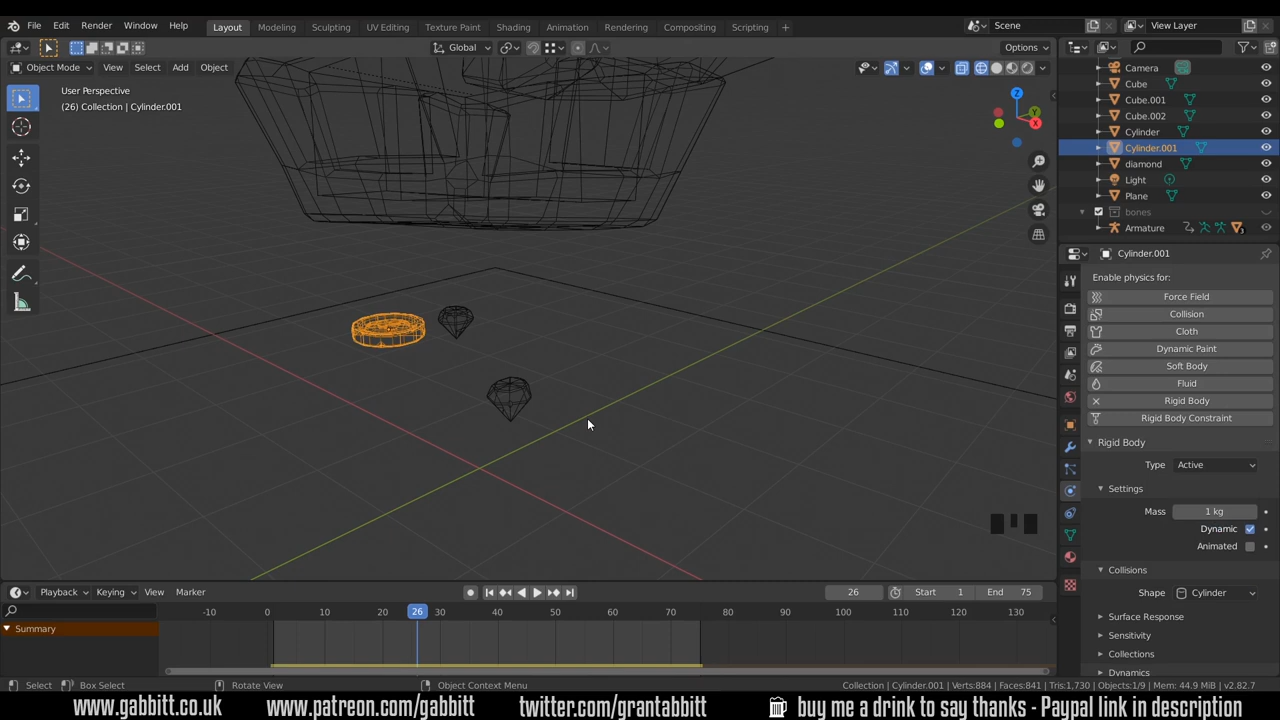 File Edit Render Window Help Layout Modeling Sculpting UV Editing Texture Paint Shading Animation Rendering Compositing Scripting + Scene View Layer
Global Options
Object Mode View Select Add Object
User Perspective
(26) Collection | Cylinder.001
Z
Y
X
Camera
Cube
Cube.001
Cube.002
Cylinder
Cylinder.001
diamond
Light
Plane
bones
Armature
Cylinder.001
Enable physics for:
Force Field
Collision
Cloth
Dynamic Paint
Soft Body
Fluid
Rigid Body
Rigid Body Constraint
Rigid Body
Type Active
Settings
Mass 1 kg
Dynamic
Animated
Collisions
Shape Cylinder
Surface Response
Sensitivity
Collections
Dynamics
Playback Keying View Marker 26 Start 1 End 75
-10 0 10 20 26 30 40 50 60 70 80 90 100 110 120 130
Summary
Select Box Select Rotate View Object Context Menu Collection | Cylinder.001 | Verts:884 | Faces:841 | Tris:1,730 | Objects:1/9 | Mem: 44.9 MiB | v2.82.7
www.gabbitt.co.uk www.patreon.com/gabbitt twitter.com/grantabbitt buy me a drink to say thanks - Paypal link in description